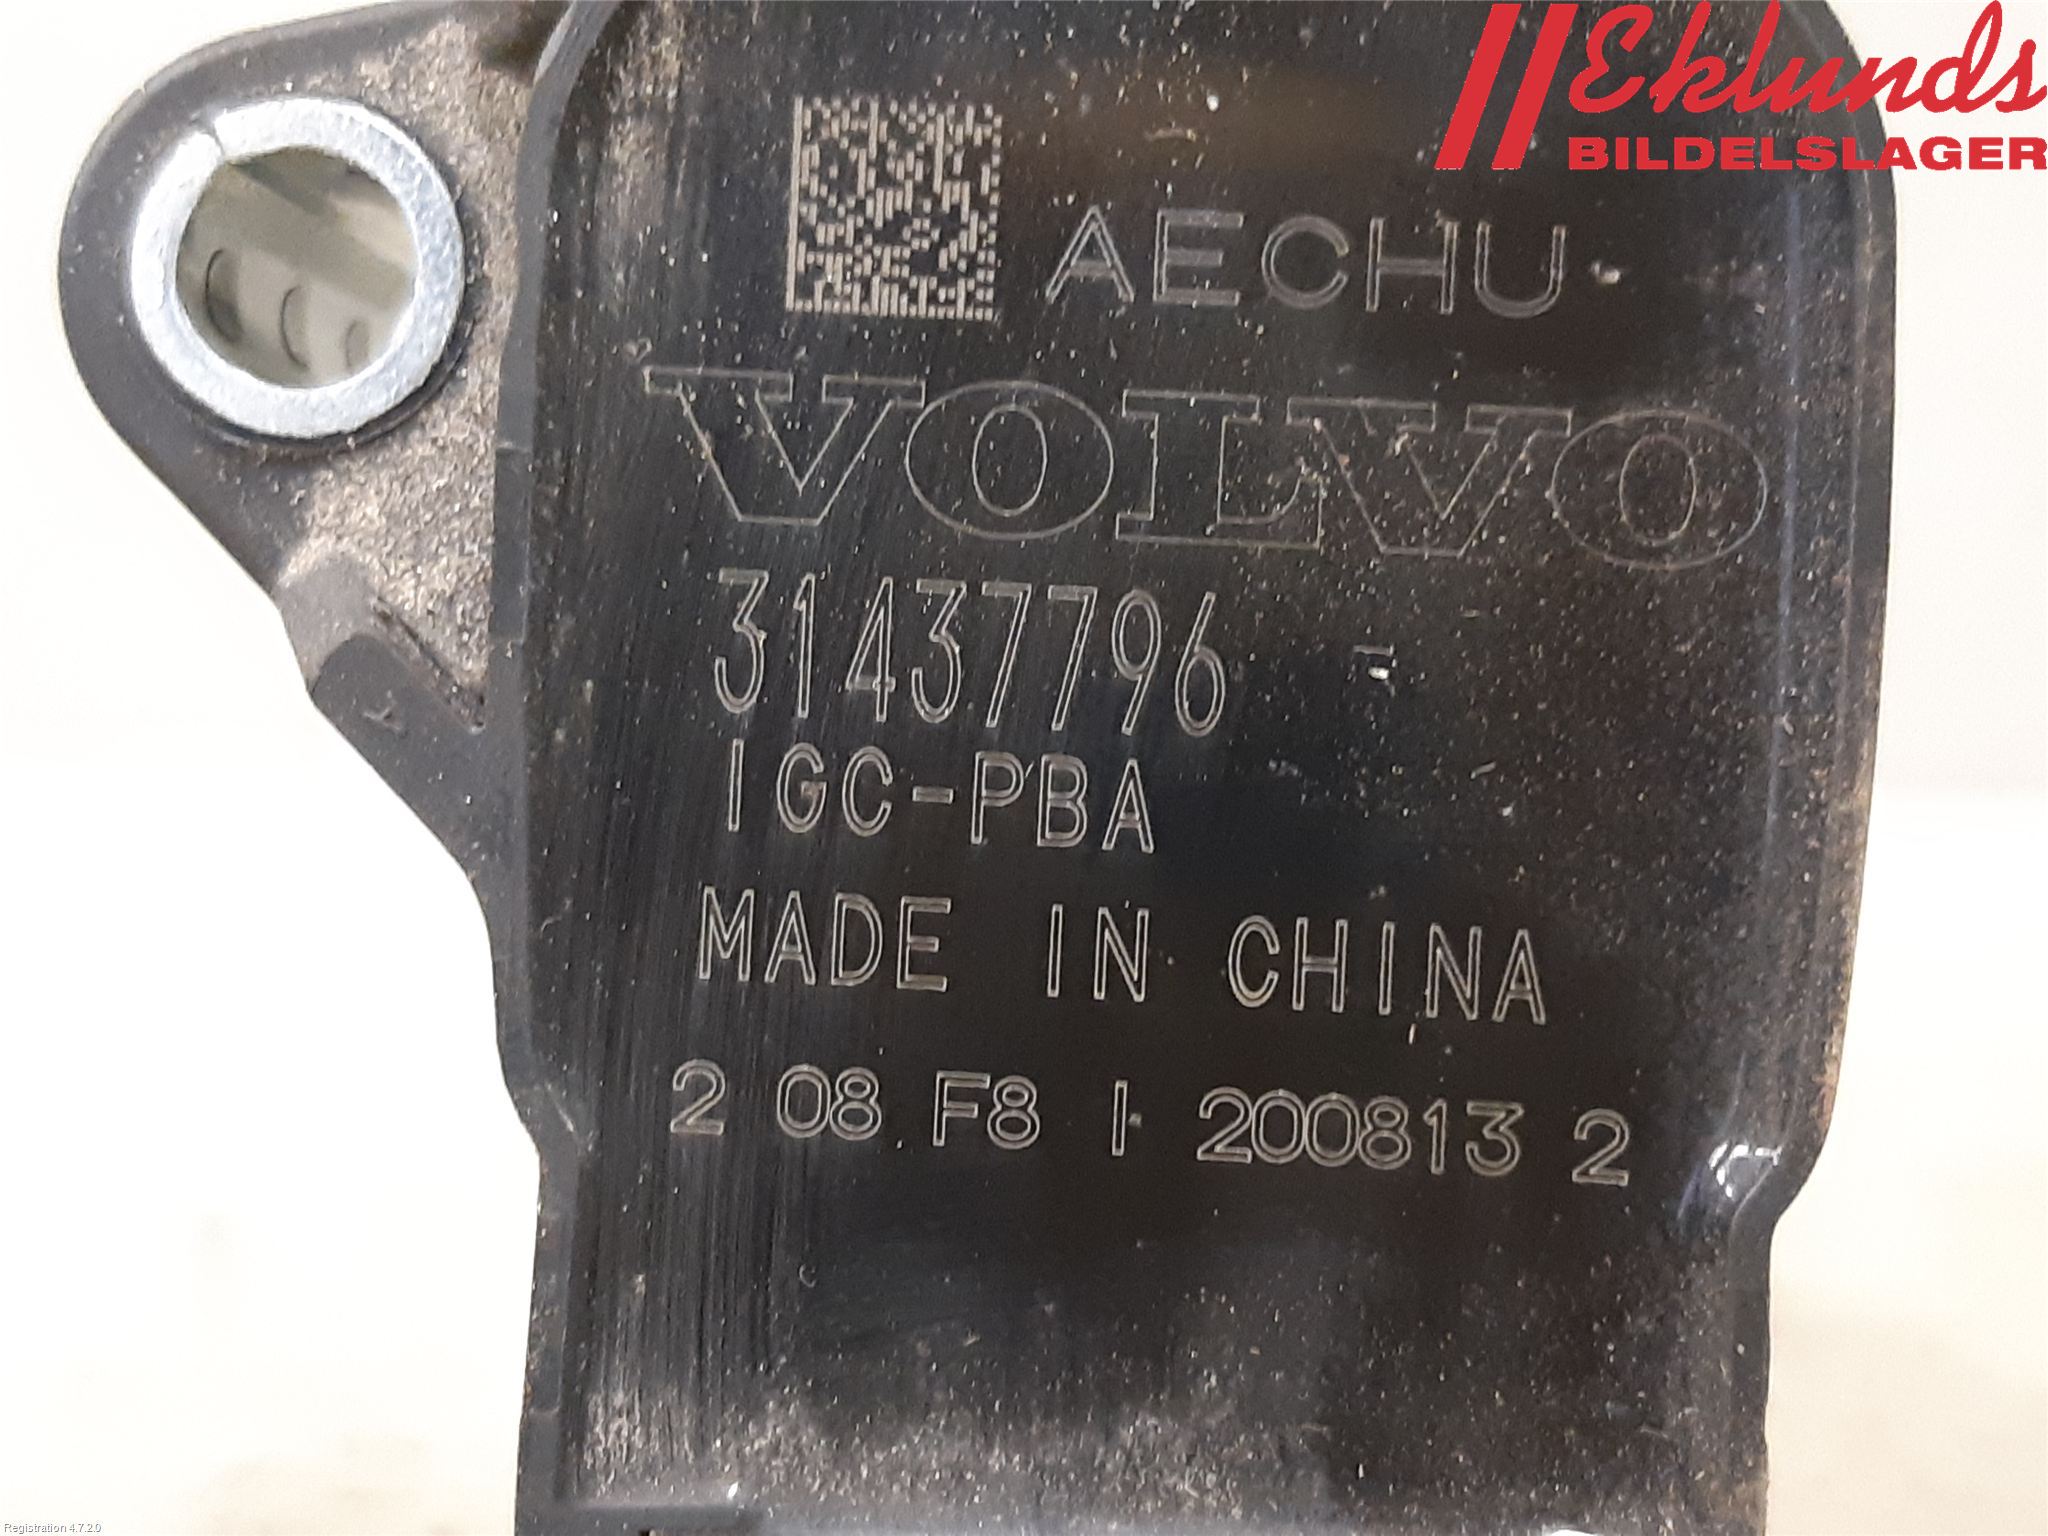 Eklunds
BILDELSLAGER
AECHU
VOLVO
31437796 -
IGC-PBA
MADE IN CHINA
2 08 F8 I 200813 2
Registration 4.7.2.0